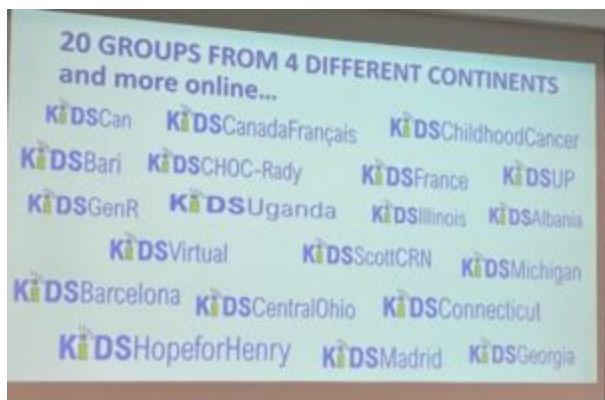 20 GROUPS FROM 4 DIFFERENT CONTINENTS
and more online...
KiDSCan KiDSCanadaFrançais KiDSChildhoodCancer
KiDSBari KiDSCHOC-Rady KiDSFrance KiDSUP
KiDSGenR KiDSUganda KiDSIllinois KiDSAlbania
KiDSVirtual KiDSScottCRN KiDSMichigan
KiDSBarcelona KiDSCentralOhio KiDSConnecticut
KiDSHopeforHenry KiDSMadrid KiDSGeorgia